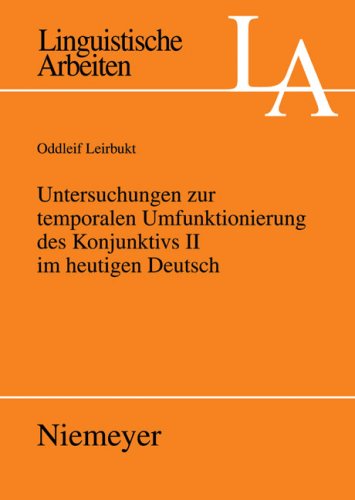 Linguistische
Arbeiten
LA
Oddleif Leirbukt
Untersuchungen zur
temporalen Umfunktionierung
des Konjunktivs II
im heutigen Deutsch
Niemeyer